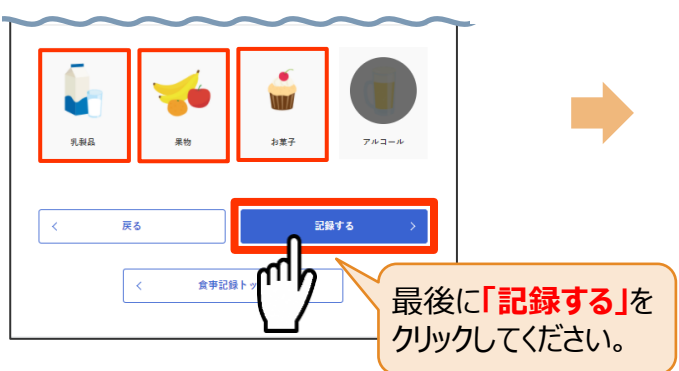 乳製品
果物
お菓子
アルコール
戻る
記録する
食事記録トッ
最後に「記録する」を
クリックしてください。